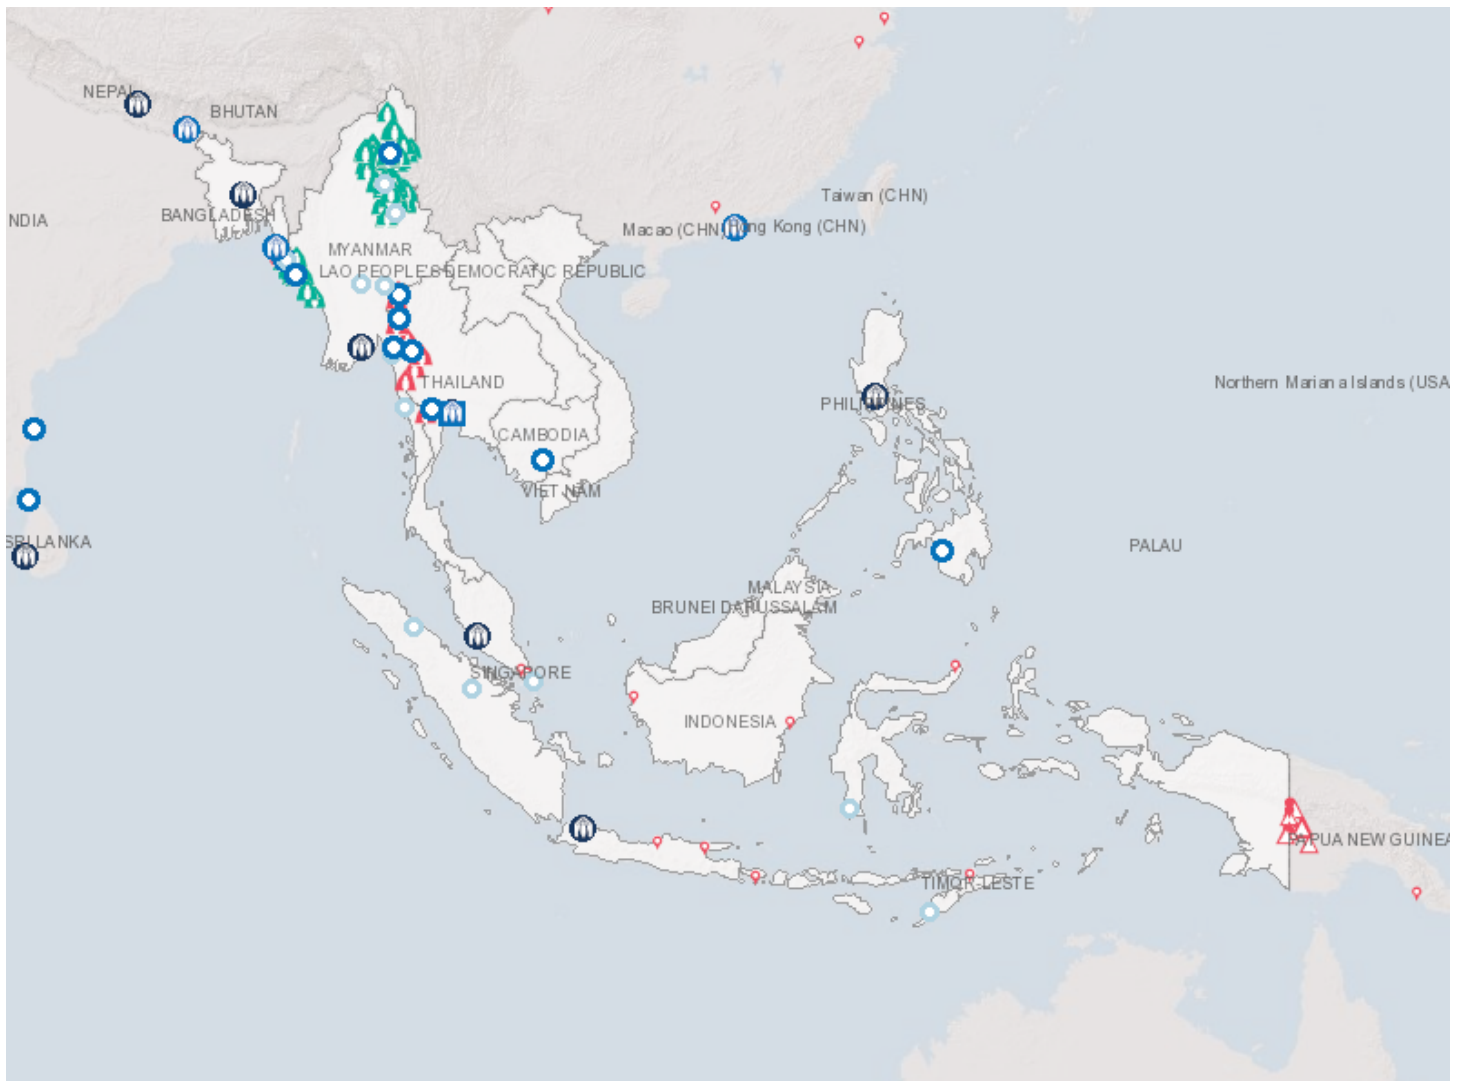 NEPAL
BHUTAN
Taiwan (CHN)
BANGLADESH
NDIA
Macao (CHN)
ng Kong (CHN)
MYANMAR
LAO PEOPLE'S DEMOCRATIC REPUBLIC
THAILAND
Northern Mariana Islands (USA
PHILIPPINES
CAMBODIA
VIET NAM
SRI LANKA
PALAU
MALAYSIA
BRUNEI DARUSSALAM
SINGAPORE
INDONESIA
PAPUA NEW GUINEA
TIMOR-LESTE